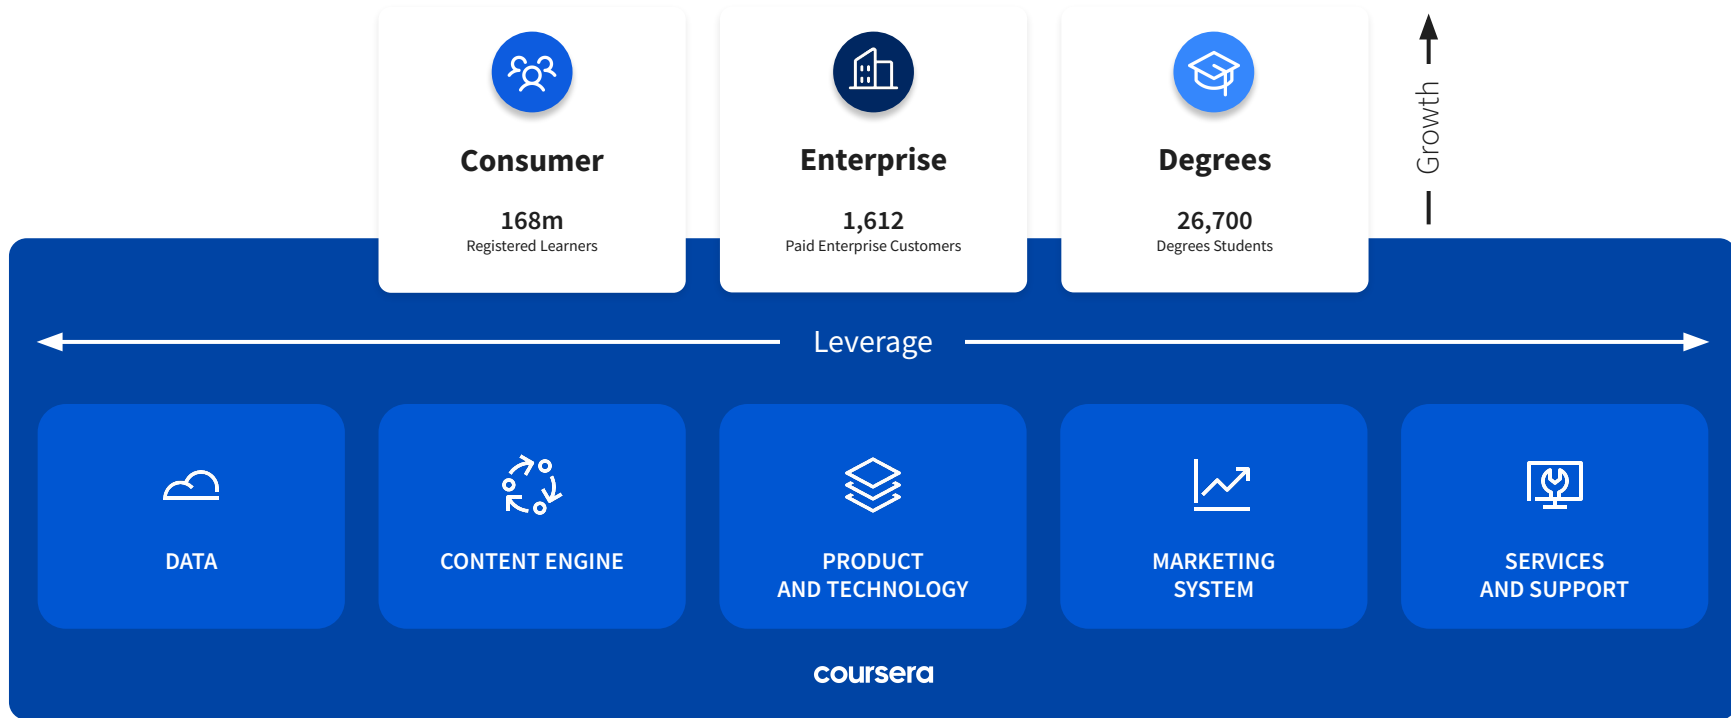 Consumer
168m
Registered Learners
Enterprise
1,612
Paid Enterprise Customers
Degrees
26,700
Degrees Students
Growth
Leverage
DATA
CONTENT ENGINE
PRODUCT
AND TECHNOLOGY
MARKETING
SYSTEM
SERVICES
AND SUPPORT
coursera